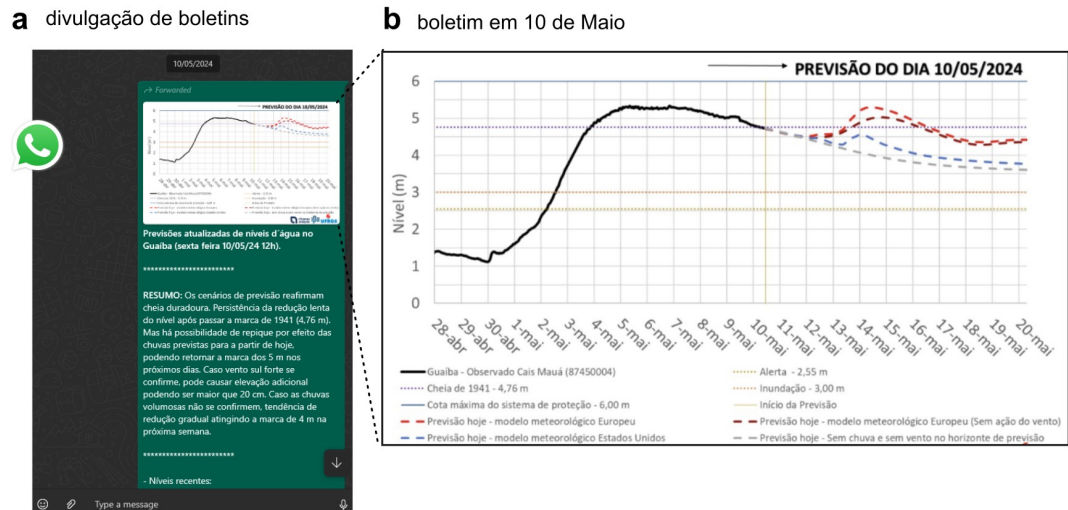 a divulgação de boletins
b boletim em 10 de Maio
10/05/2024
Forwarded
PREVISÃO DO DIA 10/05/2024
Previsões atualizadas de níveis d´água no
Guaíba (sexta feira 10/05/24 12h).
************************
RESUMO: Os cenários de previsão reafirmam
cheia duradoura. Persistência da redução lenta
do nível após passar a marca de 1941 (4,76 m).
Mas há possibilidade de repique por efeito das
chuvas previstas para a partir de hoje,
podendo retornar a marca dos 5 m nos
próximos dias. Caso vento sul forte se
confirme, pode causar elevação adicional
podendo ser maior que 20 cm. Caso as chuvas
volumosas não se confirmem, tendência de
redução gradual atingindo a marca de 4 m na
próxima semana.
************************
- Níveis recentes:
Type a message
PREVISÃO DO DIA 10/05/2024
Nível (m)
6
5
4
3
2
1
0
28-abr
29-abr
30-abr
1-mai
2-mai
3-mai
4-mai
5-mai
6-mai
7-mai
8-mai
9-mai
10-mai
11-mai
12-mai
13-mai
14-mai
15-mai
16-mai
17-mai
18-mai
19-mai
20-mai
Guaíba - Observado Cais Mauá (87450004)
Alerta - 2,55 m
Cheia de 1941 - 4,76 m
Inundação - 3,00 m
Cota máxima do sistema de proteção - 6,00 m
Início da Previsão
Previsão hoje - modelo meteorológico Europeu
Previsão hoje - modelo meteorológico Europeu (Sem ação do vento)
Previsão hoje - modelo meteorológico Estados Unidos
Previsão hoje - Sem chuva e sem vento no horizonte de previsão